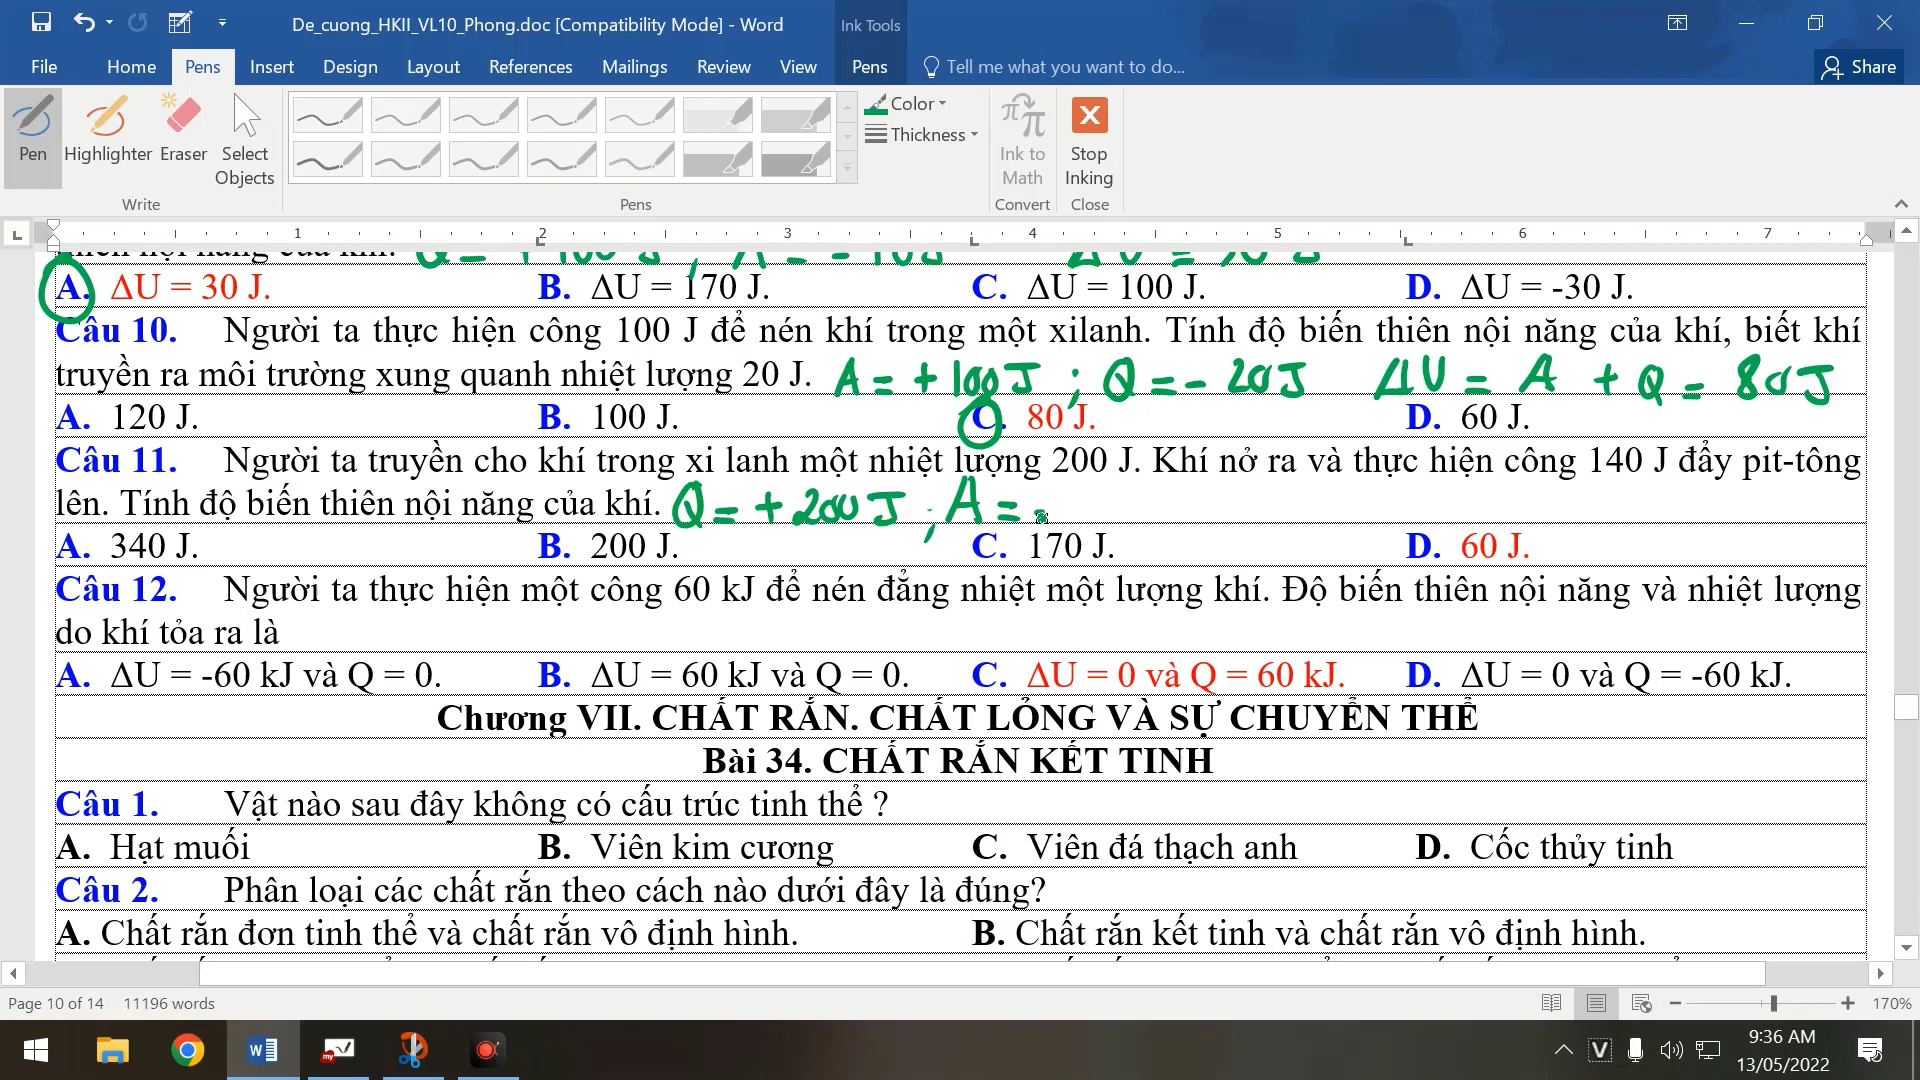 De_cuong_HKII_VL10_Phong.doc [Compatibility Mode] - Word
Ink Tools
File Home Pens Insert Design Layout References Mailings Review View Pens Tell me what you want to do... Share
Pen Highlighter Eraser Select Objects
Color
Thickness
Ink to Math
Stop Inking
Write Pens Convert Close
1 2 3 4 5 6 7
A. ΔU = 30 J. B. ΔU = 170 J. C. ΔU = 100 J. D. ΔU = -30 J.
Câu 10. Người ta thực hiện công 100 J để nén khí trong một xilanh. Tính độ biến thiên nội năng của khí, biết khí
truyền ra môi trường xung quanh nhiệt lượng 20 J. A = +100J ; Q = - 20J ΔU = A + Q = 80J
A. 120 J. B. 100 J. C. 80 J. D. 60 J.
Câu 11. Người ta truyền cho khí trong xi lanh một nhiệt lượng 200 J. Khí nở ra và thực hiện công 140 J đẩy pit-tông
lên. Tính độ biến thiên nội năng của khí. Q = +200J ; A =
A. 340 J. B. 200 J. C. 170 J. D. 60 J.
Câu 12. Người ta thực hiện một công 60 kJ để nén đẳng nhiệt một lượng khí. Độ biến thiên nội năng và nhiệt lượng
do khí tỏa ra là
A. ΔU = -60 kJ và Q = 0. B. ΔU = 60 kJ và Q = 0. C. ΔU = 0 và Q = 60 kJ. D. ΔU = 0 và Q = -60 kJ.
Chương VII. CHẤT RẮN. CHẤT LỎNG VÀ SỰ CHUYỂN THỂ
Bài 34. CHẤT RẮN KẾT TINH
Câu 1. Vật nào sau đây không có cấu trúc tinh thể ?
A. Hạt muối B. Viên kim cương C. Viên đá thạch anh D. Cốc thủy tinh
Câu 2. Phân loại các chất rắn theo cách nào dưới đây là đúng?
A. Chất rắn đơn tinh thể và chất rắn vô định hình. B. Chất rắn kết tinh và chất rắn vô định hình.
Page 10 of 14 11196 words 170%
9:36 AM
13/05/2022